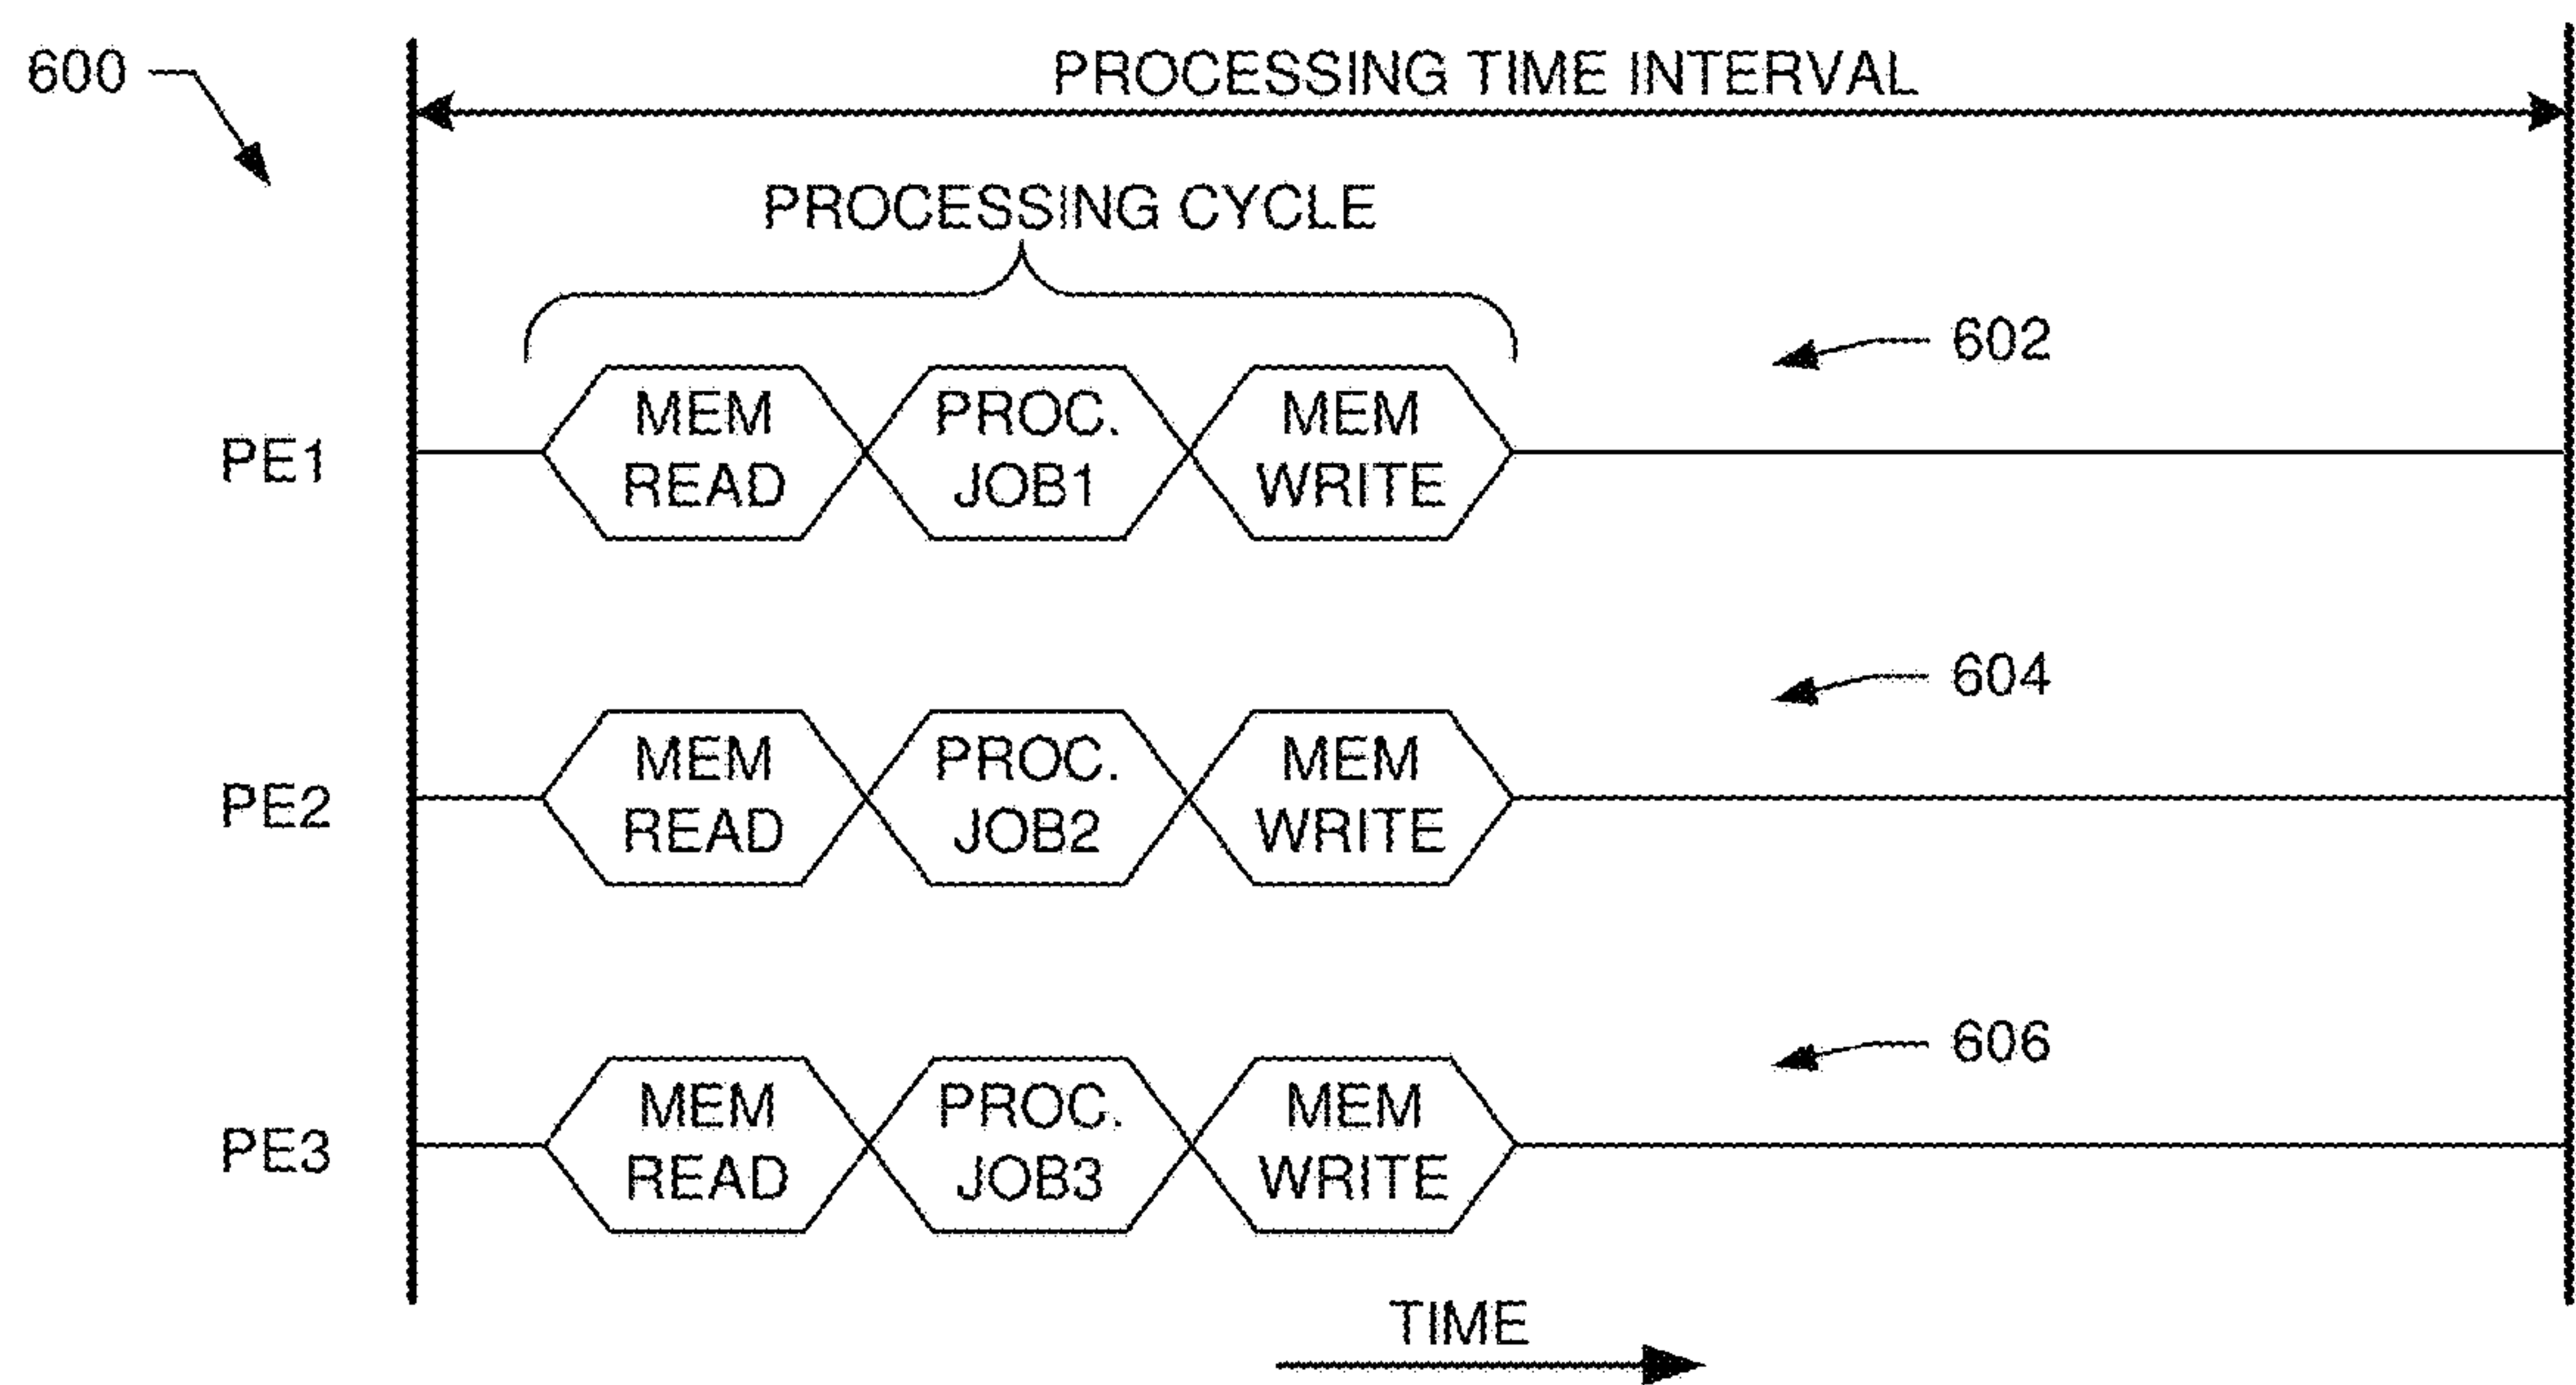 600
PROCESSING TIME INTERVAL
PROCESSING CYCLE
602
PE1
MEM
READ
PROC.
JOB1
MEM
WRITE
604
PE2
MEM
READ
PROC.
JOB2
MEM
WRITE
606
PE3
MEM
READ
PROC.
JOB3
MEM
WRITE
TIME